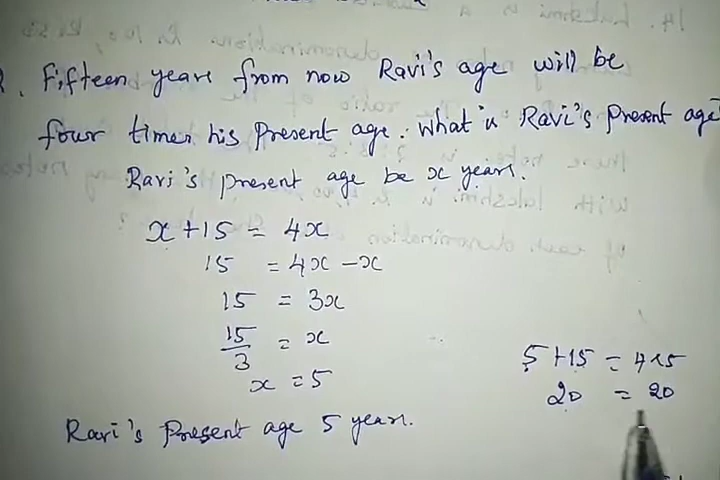 Fifteen years from now Ravi's age will be
four times his present age. What is Ravi's present age
Ravi's present age be x years.
x + 15 = 4x
15 = 4x - x
15 = 3x
15/3 = x
x = 5
5 + 15 = 4×5
20 = 20
Ravi's Present age 5 years.